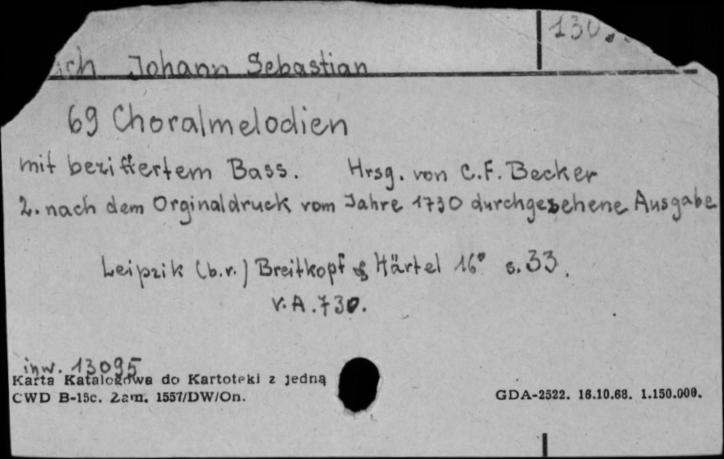 130.
ch Johann Sebastian
69 Choralmelodien
mit beziffertem Bass. Hrsg. von C.F. Becker
2. nach dem Orginaldruck vom Jahre 1730 durchgesehene Ausgabe
Leipzik (b.r.) Breitkopf & Härtel 16° s. 33.
V.A. 730.
inw. 13095
Karta Katalogowa do Kartoteki z jedną
CWD B-15c. Zam. 1557/DW/On.
GDA-2522. 16.10.68. 1.150.000.